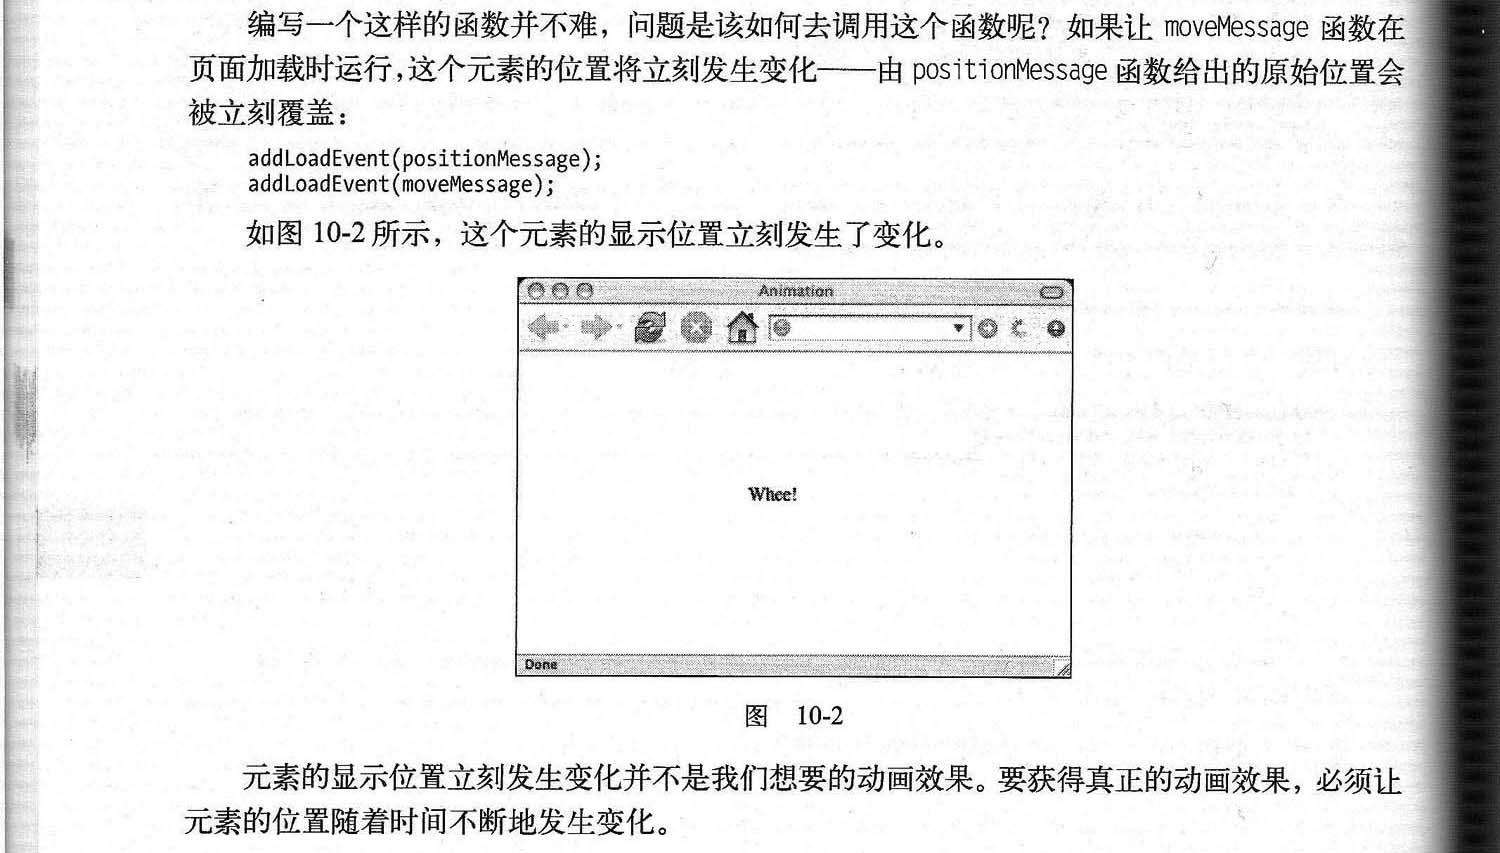 编写一个这样的函数并不难，问题是该如何去调用这个函数呢？如果让 moveMessage 函数在
页面加载时运行，这个元素的位置将立刻发生变化——由 positionMessage 函数给出的原始位置会
被立刻覆盖：
addLoadEvent(positionMessage);
addLoadEvent(moveMessage);
如图 10-2 所示，这个元素的显示位置立刻发生了变化。
Animation
Whee!
Done
图 10-2
元素的显示位置立刻发生变化并不是我们想要的动画效果。要获得真正的动画效果，必须让
元素的位置随着时间不断地发生变化。